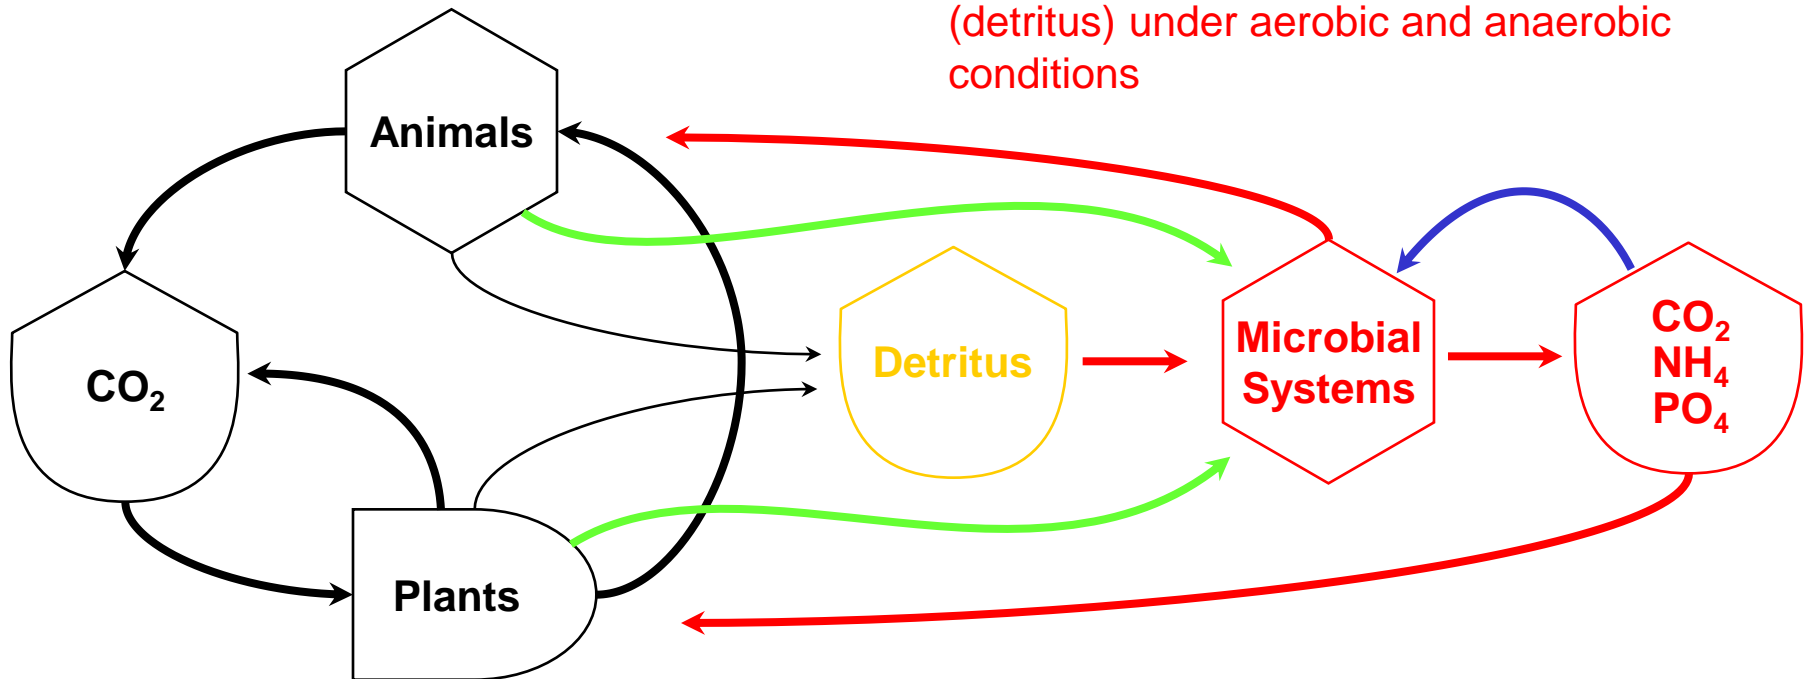 (detritus) under aerobic and anaerobic
conditions
Animals
CO₂
Plants
Detritus
Microbial
Systems
CO₂
NH₄
PO₄